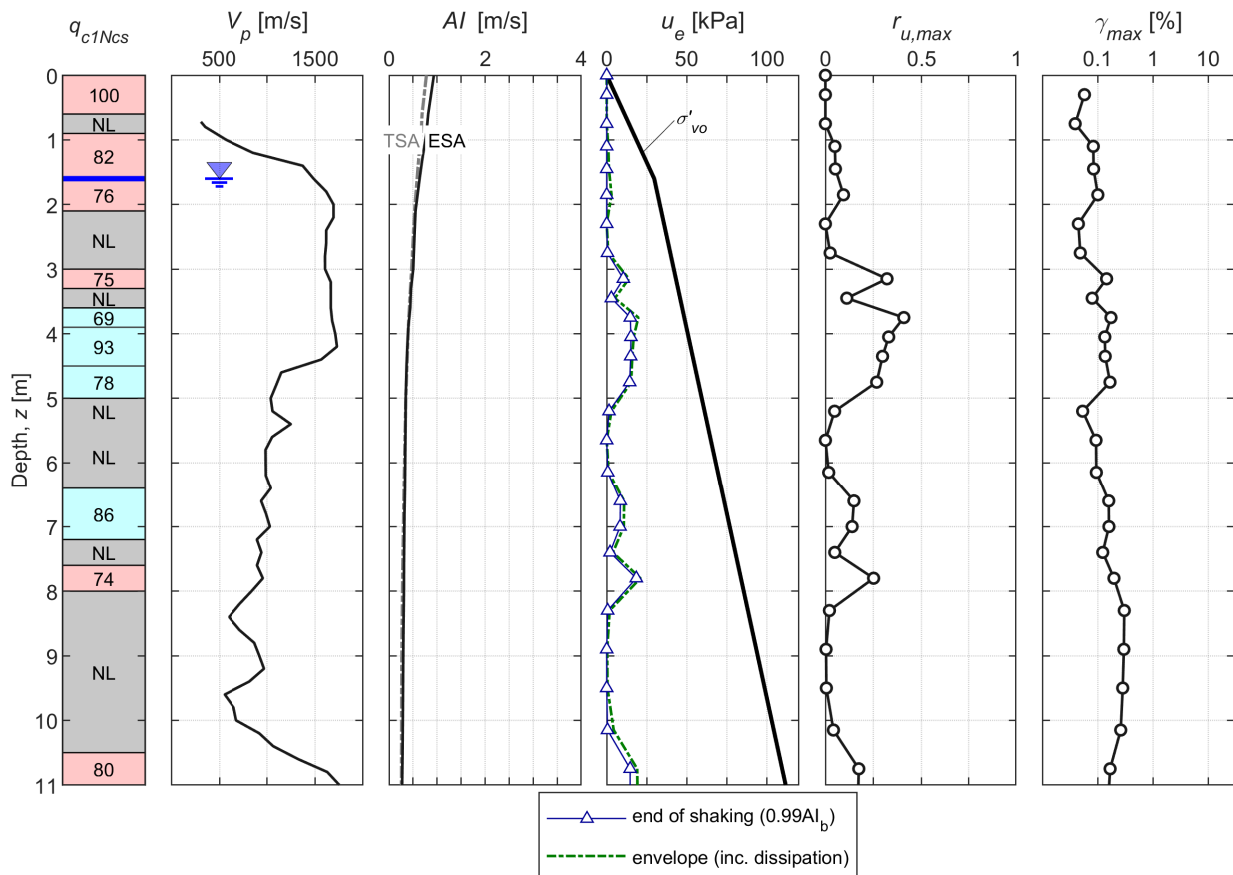 q_c1Ncs
V_p [m/s]
AI [m/s]
u_e [kPa]
r_u,max
γ_max [%]
500 1500
0 2 4
0 50 100
0 0.5 1
0.1 1 10
Depth, z [m]
0
1
2
3
4
5
6
7
8
9
10
11
100
NL
82
76
NL
75
NL
69
93
78
NL
NL
86
NL
74
NL
80
TSA ESA
σ'_vo
end of shaking (0.99AI_b)
envelope (inc. dissipation)